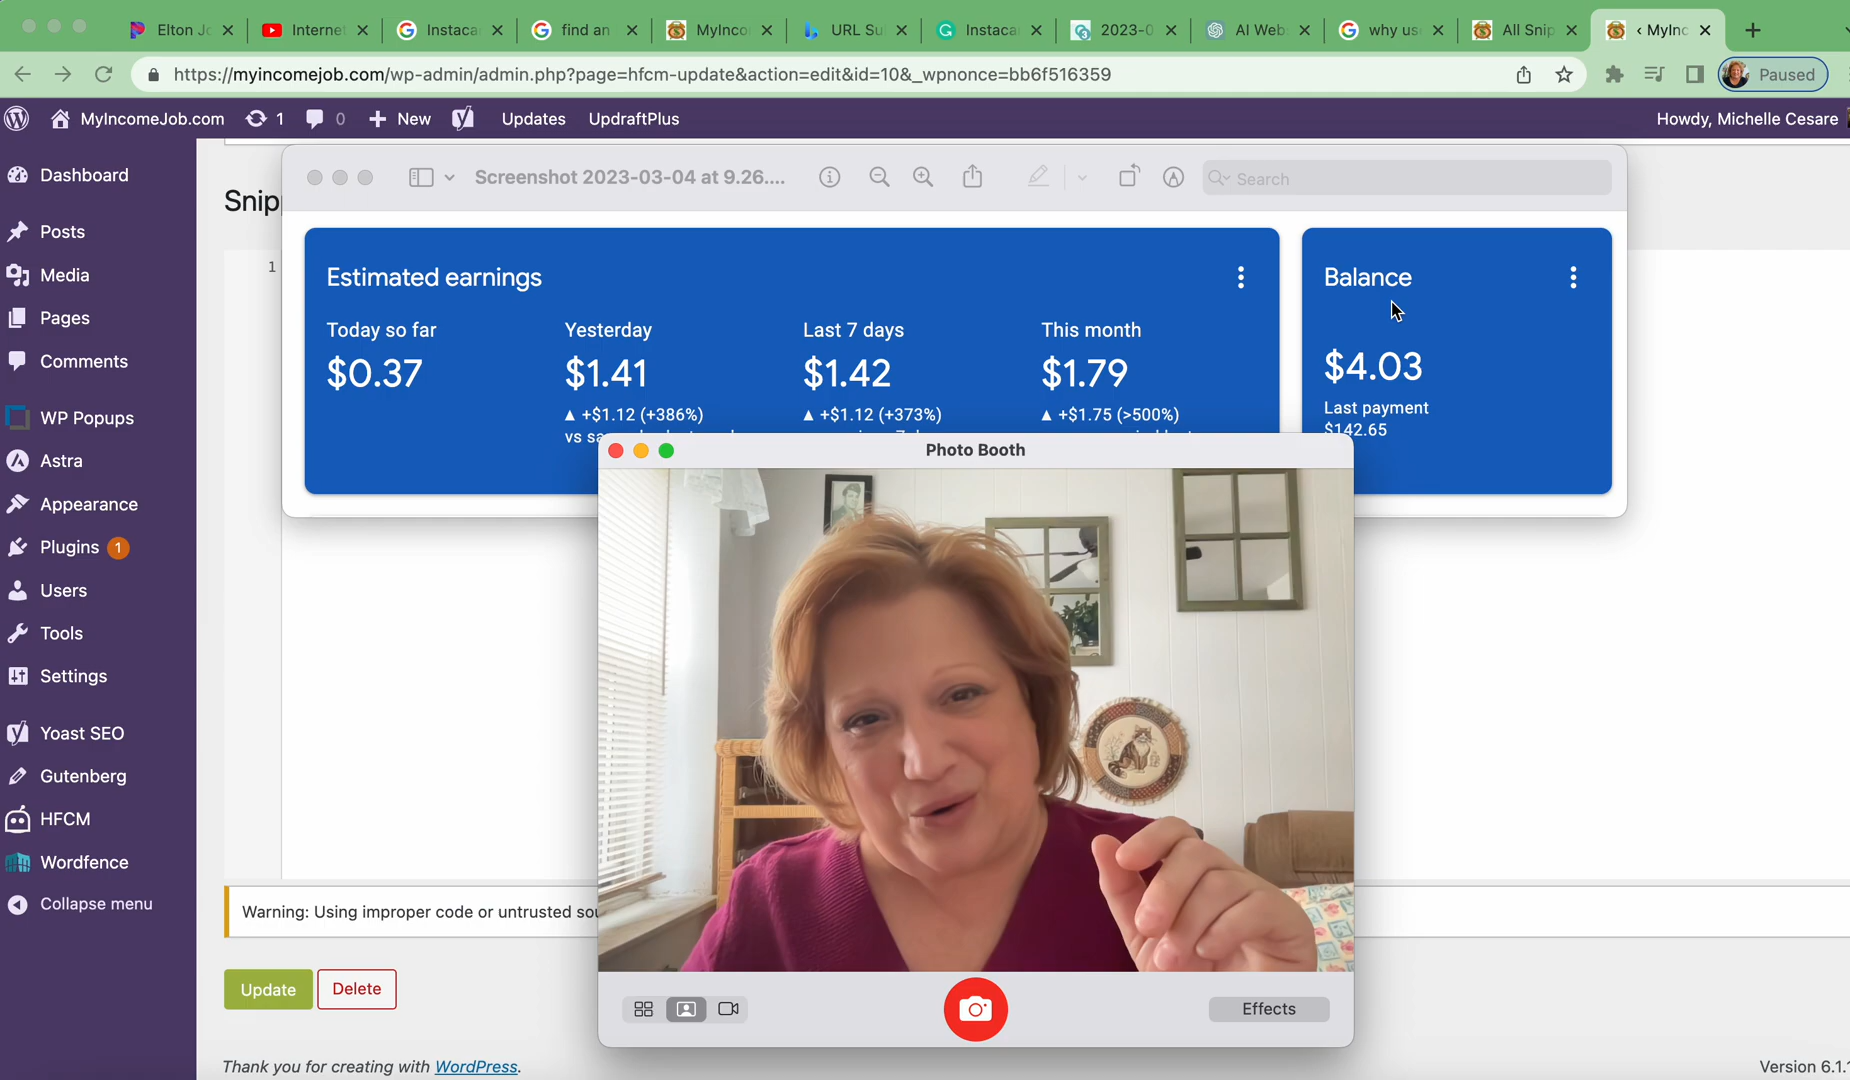 Elton Jo
Internet
Instaca
find an
MyInco
URL Su
Instaca
2023-0
AI Web
why us
All Snip
‹ MyInc
https://myincomejob.com/wp-admin/admin.php?page=hfcm-update&action=edit&id=10&_wpnonce=bb6f516359
Paused
MyIncomeJob.com
1
0
New
Updates
UpdraftPlus
Howdy, Michelle Cesare
Dashboard
Posts
Media
Pages
Comments
WP Popups
Astra
Appearance
Plugins 1
Users
Tools
Settings
Yoast SEO
Gutenberg
HFCM
Wordfence
Collapse menu
Snip
1
Screenshot 2023-03-04 at 9.26....
Search
Estimated earnings
Today so far
$0.37
Yesterday
$1.41
▲ +$1.12 (+386%)
Last 7 days
$1.42
▲ +$1.12 (+373%)
This month
$1.79
▲ +$1.75 (>500%)
Balance
$4.03
Last payment
$142.65
Photo Booth
Effects
Warning: Using improper code or untrusted sou
Update
Delete
Thank you for creating with WordPress.
Version 6.1.1